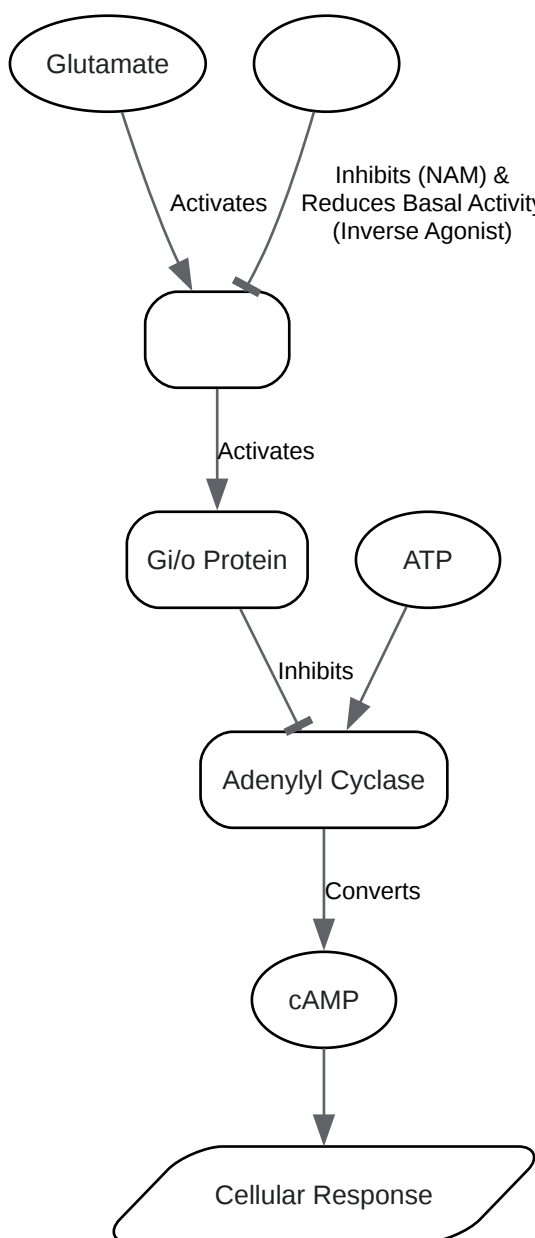 Glutamate
Activates
Inhibits (NAM) &
Reduces Basal Activity
(Inverse Agonist)
Activates
Gi/o Protein
ATP
Inhibits
Adenylyl Cyclase
Converts
cAMP
Cellular Response